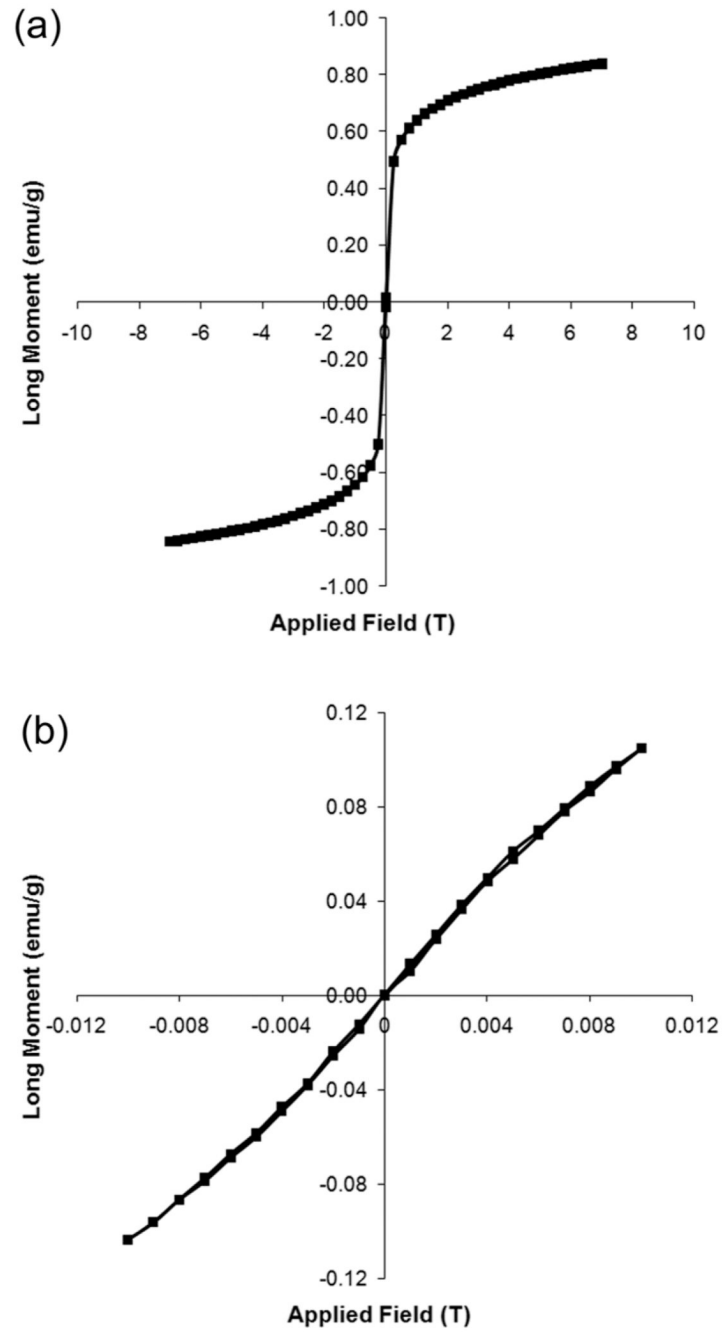 (a)
1.00
0.80
0.60
0.40
0.20
0.00
-10 -8 -6 -4 -2 0 2 4 6 8 10
-0.20
-0.40
-0.60
-0.80
-1.00
Long Moment (emu/g)
Applied Field (T)
(b)
0.12
0.08
0.04
0.00
-0.012 -0.008 -0.004 0 0.004 0.008 0.012
-0.04
-0.08
-0.12
Long Moment (emu/g)
Applied Field (T)